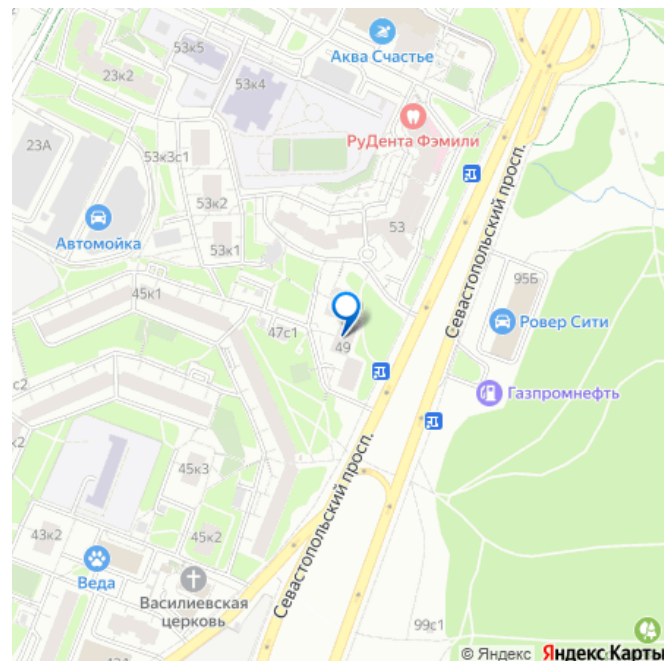 53к5
Аква Счастье
23к2
53к4
РуДента Фэмили
23А
53к3с1
53к2
53
Севастопольский просп.
Автомойка
53к1
95Б
45к1
Ровер Сити
47с1
49
Газпромнефть
45к3
Севастопольский просп.
43к2
45к2
Веда
Василиевская
церковь
99с1
© Яндекс Яндекс Карты